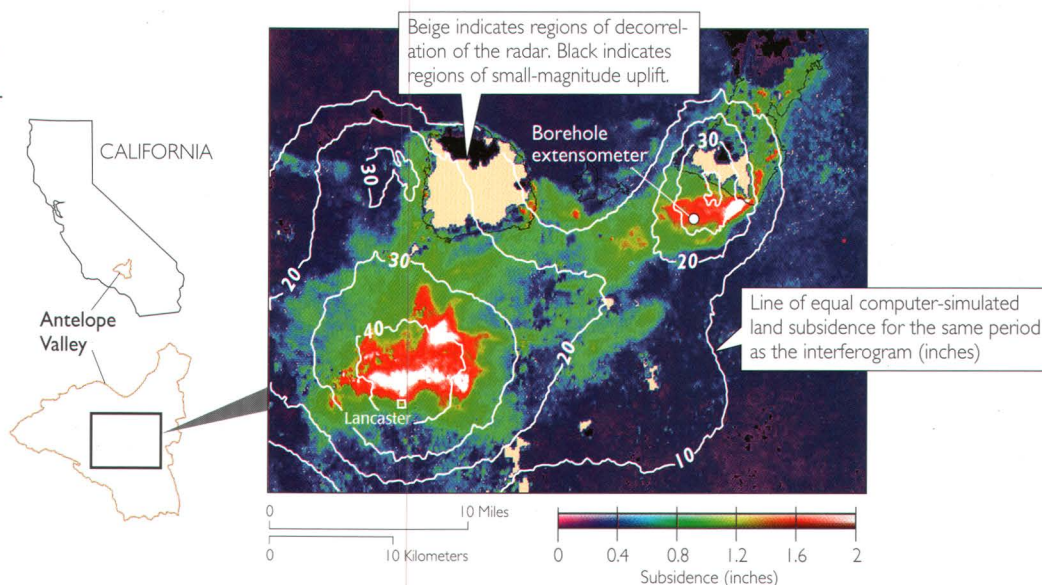 Beige indicates regions of decorrel-
ation of the radar. Black indicates
regions of small-magnitude uplift.
CALIFORNIA
Antelope
Valley
Borehole
extensometer
30
30
20
30
20
40
20
10
Lancaster
Line of equal computer-simulated
land subsidence for the same period
as the interferogram (inches)
0 10 Miles
0 10 Kilometers
0 0.4 0.8 1.2 1.6 2
Subsidence (inches)